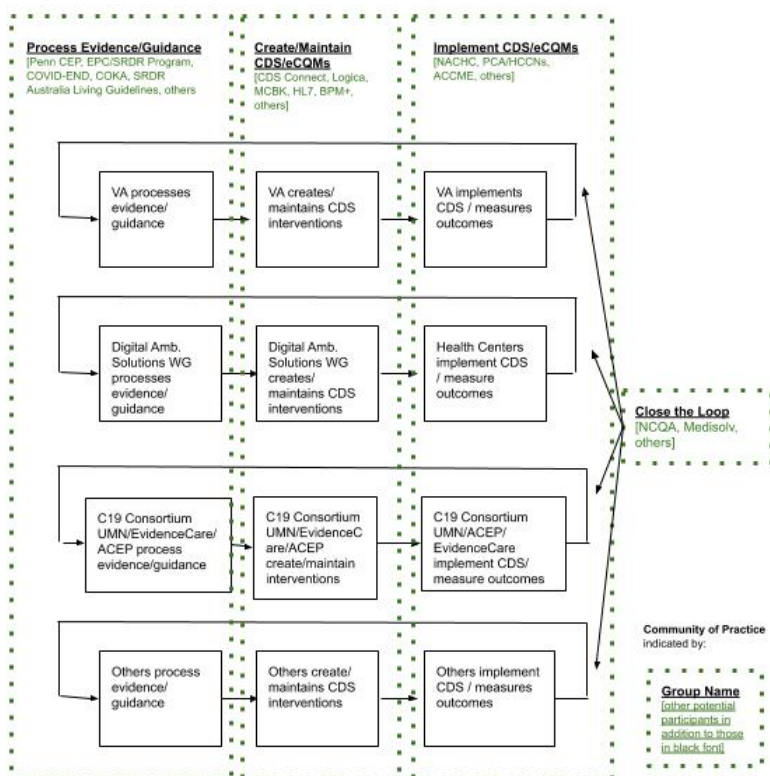 Process Evidence/Guidance
[Penn CEP, EPC/SRDR Program,
COVID-END, COKA, SRDR
Australia Living Guidelines, others
Create/Maintain
CDS/eCQMs
[CDS Connect, Logica,
MCBK, HL7, BPM+,
others]
Implement CDS/eCQMs
[NACHC, PCA/HCCNs,
ACCME, others]
VA processes
evidence/
guidance
VA creates/
maintains CDS
interventions
VA implements
CDS / measures
outcomes
Digital Amb.
Solutions WG
processes
evidence/
guidance
Digital Amb.
Solutions WG
creates/
maintains CDS
interventions
Health Centers
implement CDS
/ measure
outcomes
Close the Loop
[NCQA, Medisolv,
others]
C19 Consortium
UMN/EvidenceCare/
ACEP process
evidence/guidance
C19 Consortium
UMN/EvidenceC
are/ACEP
create/maintain
interventions
C19 Consortium
UMN/ACEP/
EvidenceCare
implement CDS/
measure outcomes
Others process
evidence/
guidance
Others create/
maintains CDS
interventions
Others implement
CDS / measures
outcomes
Community of Practice
indicated by:
Group Name
[other potential
participants in
addition to those
in black font]